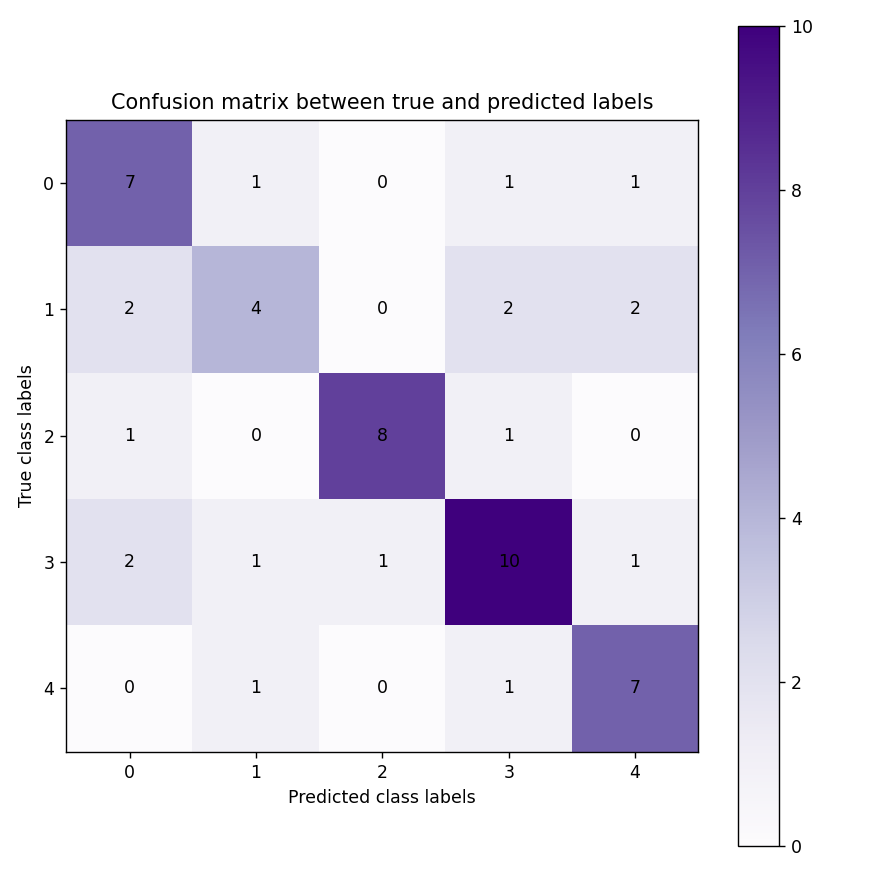 Confusion matrix between true and predicted labels
True class labels
0 7 1 0 1 1
1 2 4 0 2 2
2 1 0 8 1 0
3 2 1 1 10 1
4 0 1 0 1 7
0 1 2 3 4
Predicted class labels
10
8
6
4
2
0